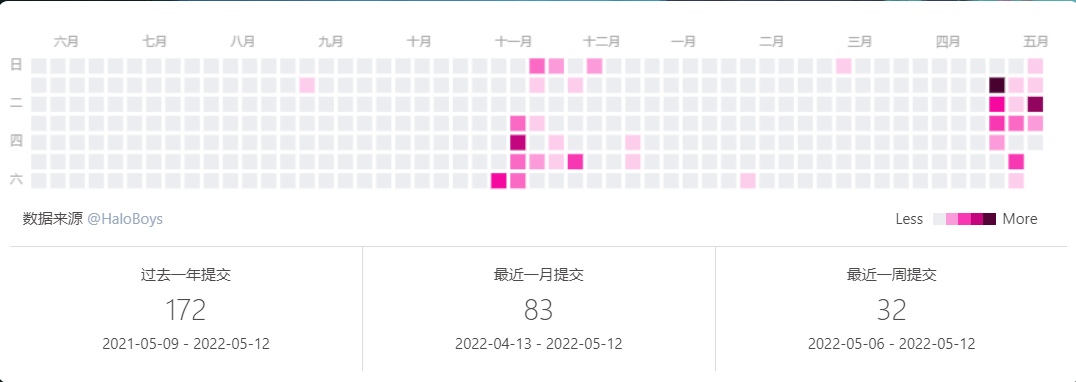 六月 七月 八月 九月 十月 十一月 十二月 一月 二月 三月 四月 五月
日
二
四
六
数据来源 @HaloBoys Less More
过去一年提交 最近一月提交 最近一周提交
172 83 32
2021-05-09 - 2022-05-12 2022-04-13 - 2022-05-12 2022-05-06 - 2022-05-12